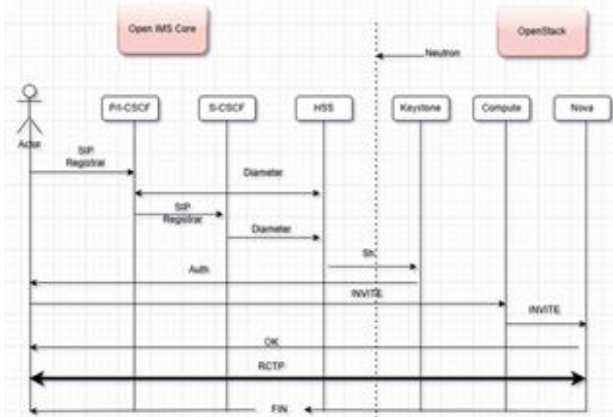 Open IMS Core
OpenStack
Neutron
P/I-CSCF
S-CSCF
HSS
Keystone
Compute
Nova
Actor
SIP
Registrar
Diameter
SIP
Registrar
Diameter
Sh
Auth
INVITE
INVITE
OK
RCTP
FIN